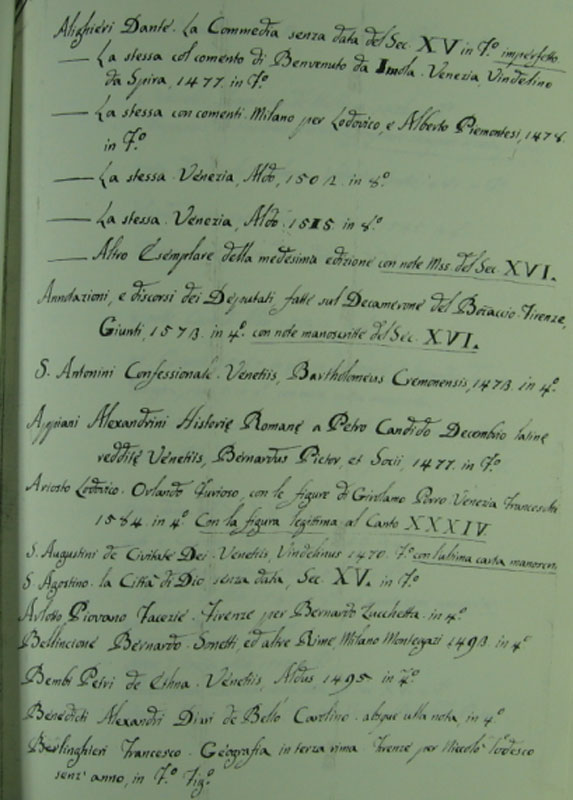 Alighieri Dante. La Commedia senza data del Sec. XV in F.º imperfetto
— La stessa col comento di Benvenuto da Imola. Venezia, Vindelino
da Spira, 1477. in F.º
— La stessa con comenti. Milano per Lodovico, e Alberto Piemontesi, 1478.
in F.º
— La stessa. Venezia, Aldo, 1502. in 8.º
— La stessa. Venezia, Aldo. 1515. in 8.º
— Altro Esemplare della medesima edizione con note Mss. del Sec. XVI.
Annotazioni, e discorsi dei Deputati fatte sul Decamerone del Bocaccio. Firenze,
Giunti, 1573. in 4.º con note manoscritte del Sec. XVI.
S. Antonini Confessionale. Venetiis, Bartholomeus Cremonensis, 1473. in 4.º
Appiani Alexandrini Historię Romanę a Petro Candido Decembrio latinę
redditę Venetiis, Bernardus Pictor, et Socii, 1477. in F.º
Ariosto Lodovico. Orlando Furioso, con le figure di Girolamo Porro Venezia Franceschi
1584. in 4.º Con la figura legittima al Canto XXXIV
S. Augustini de Civitate Dei. Venetiis, Vindelinus 1470. F.º con l'ultima carta
S. Agostino. la Città di Dio senza data, Sec. XV. in F.º
Arlotto Piovano Facezie. Firenze per Bernardo Zucchetta. in 4.º
Bellincione Bernardo. Sonetti, ed altre Rime, Milano Montegazi 1493. in 4.º
Bembi Petri de Ethna. Venetiis, Aldus, 1495 in 4.º
Benedicti Alexandri Diari de Bello Carolino. absque ulla nota, in 4.º
Berlinghieri Francesco. Geografia in terza rima. Firenze per Niccolò Todesco
senz' anno, in F.º Fig.º